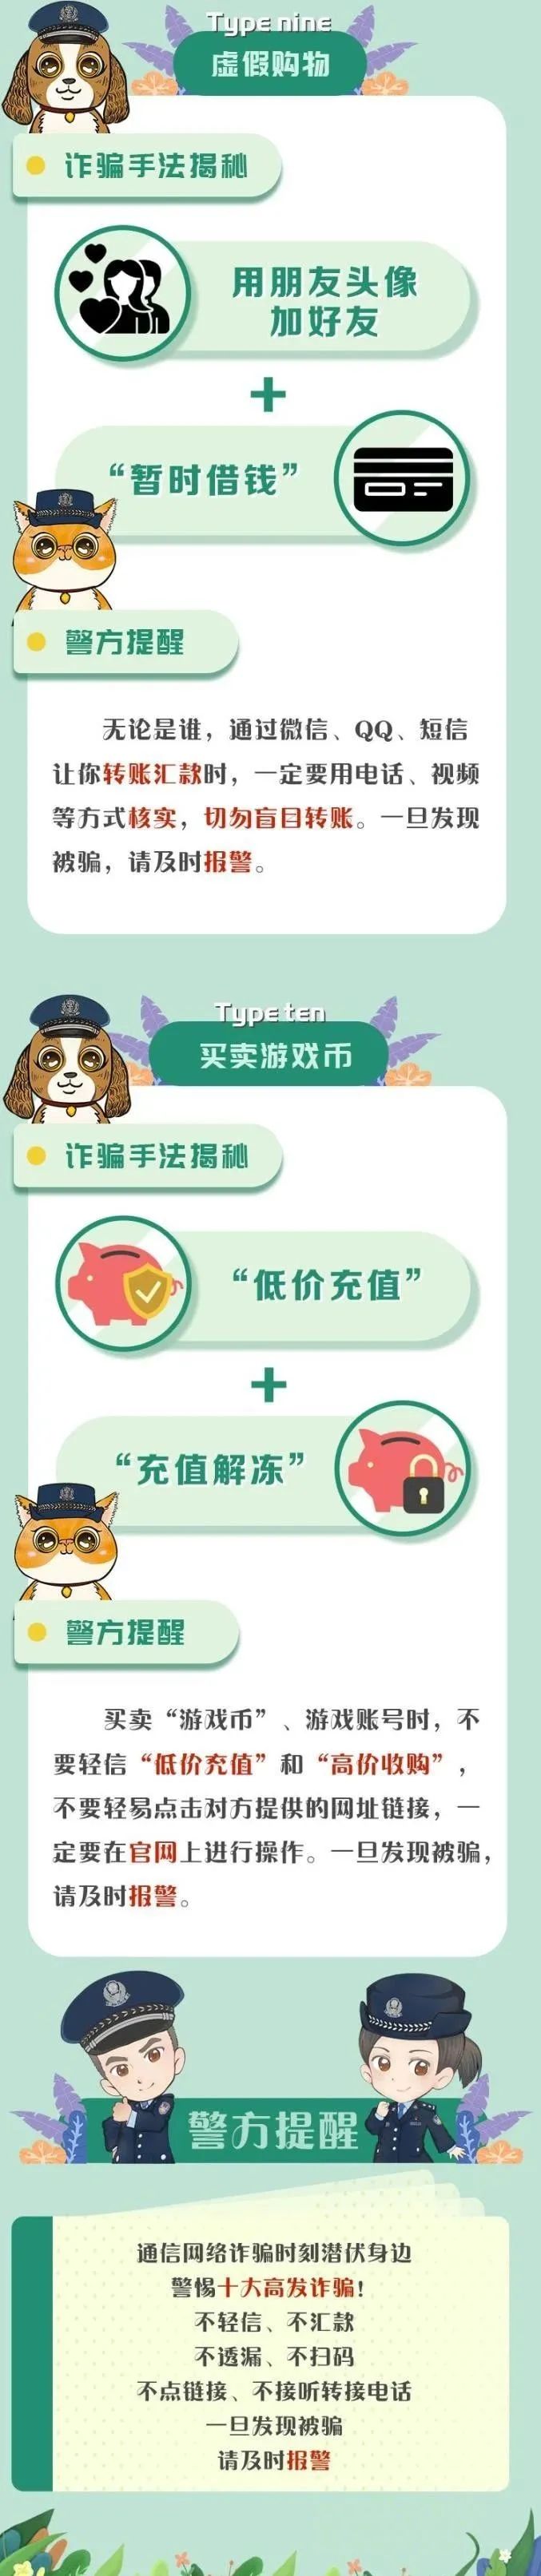 Type nine
虚假购物
诈骗手法揭秘
用朋友头像
加好友
+
“暂时借钱”
警方提醒
无论是谁，通过微信、QQ、短信
让你转账汇款时，一定要用电话、视频
等方式核实，切勿盲目转账。一旦发现
被骗，请及时报警。
Type ten
买卖游戏币
诈骗手法揭秘
“低价充值”
+
“充值解冻”
警方提醒
买卖“游戏币”、游戏账号时，不
要轻信“低价充值”和“高价收购”，
不要轻易点击对方提供的网址链接，一
定要在官网上进行操作。一旦发现被骗，
请及时报警。
警方提醒
通信网络诈骗时刻潜伏身边
警惕十大高发诈骗！
不轻信、不汇款
不透漏、不扫码
不点链接、不接听转接电话
一旦发现被骗
请及时报警